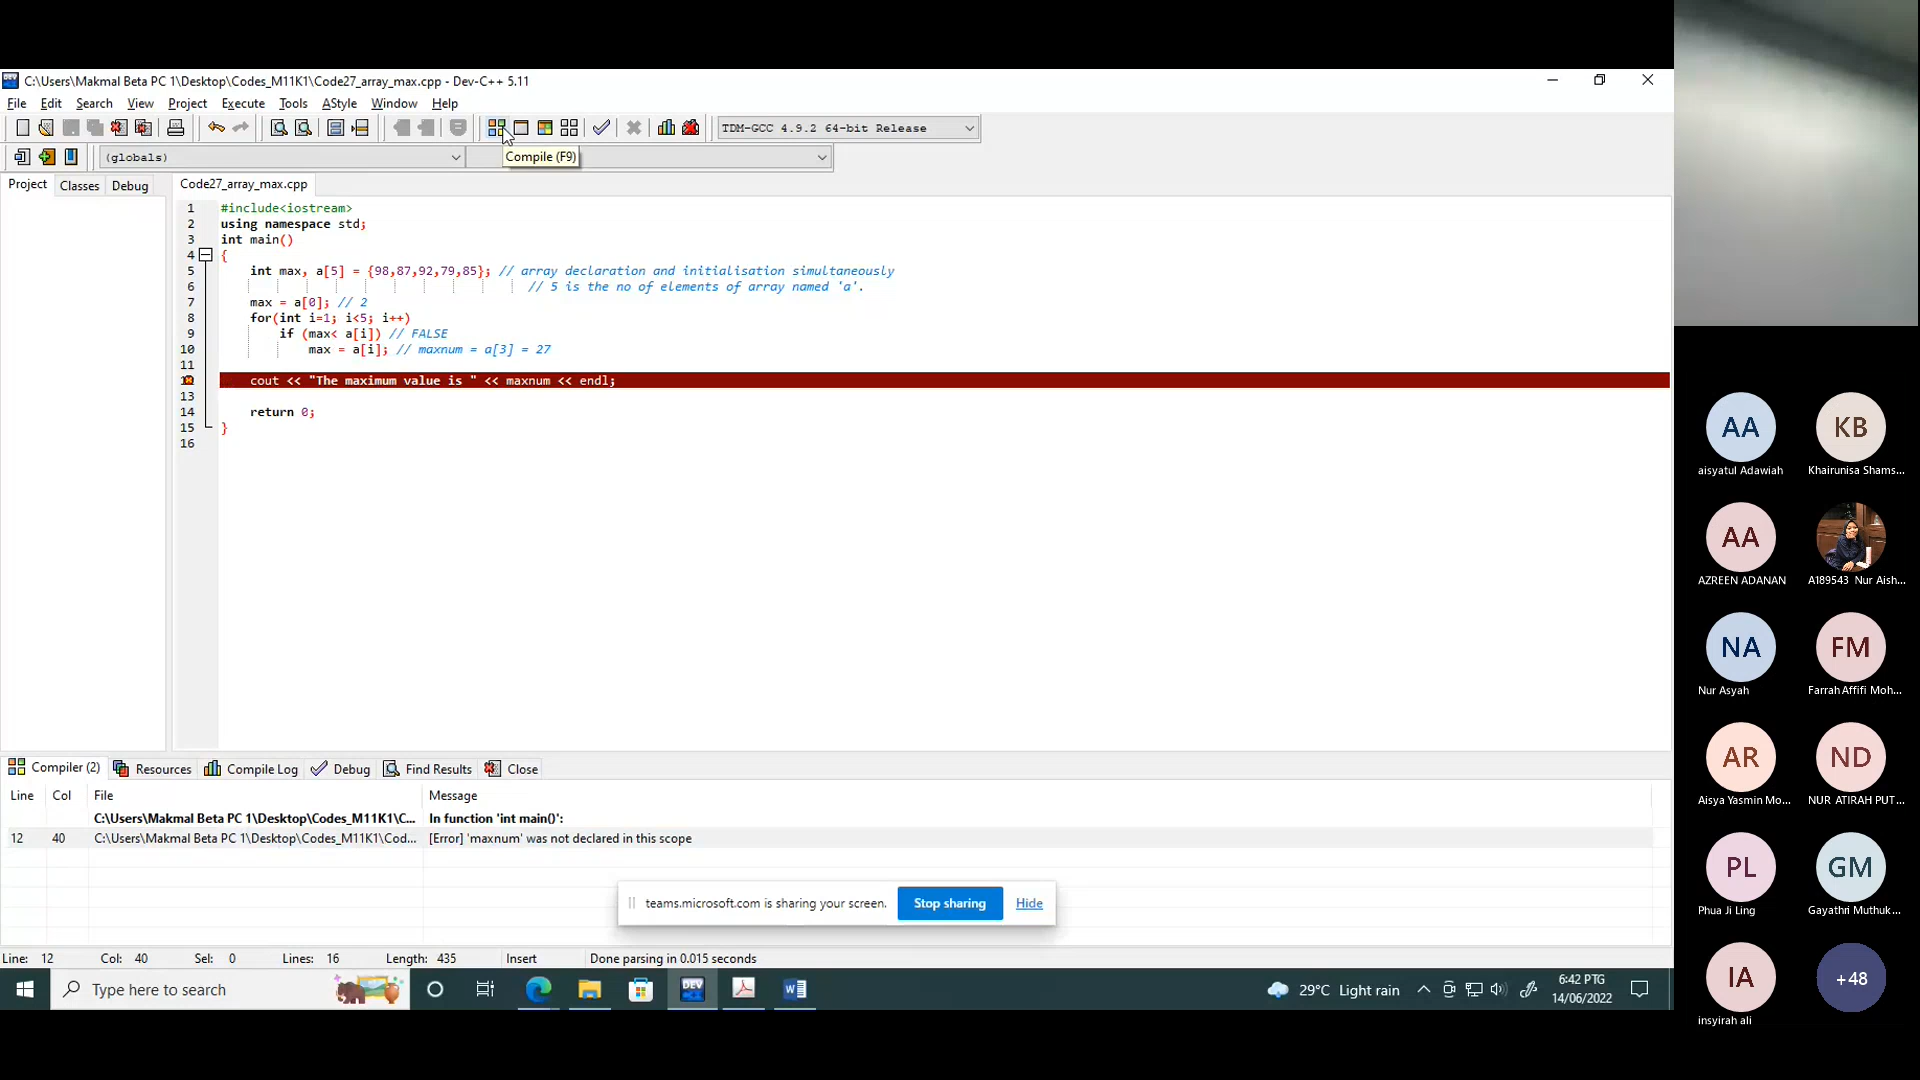 C:\Users\Makmal Beta PC 1\Desktop\Codes_M11K1\Code27_array_max.cpp - Dev-C++ 5.11
File Edit Search View Project Execute Tools AStyle Window Help
TDM-GCC 4.9.2 64-bit Release
(globals)
Compile (F9)
Project Classes Debug Code27_array_max.cpp
1 #include<iostream>
2 using namespace std;
3 int main()
4 {
5 int max, a[5] = {98,87,92,79,85}; // array declaration and initialisation simultaneously
6 // 5 is the no of elements of array named 'a'.
7 max = a[0]; // 2
8 for(int i=1; i<5; i++)
9 if (max< a[i]) // FALSE
10 max = a[i]; // maxnum = a[3] = 27
11
cout << "The maximum value is " << maxnum << endl;
13
14 return 0;
15 }
16
Compiler (2) Resources Compile Log Debug Find Results Close
Line Col File Message
C:\Users\Makmal Beta PC 1\Desktop\Codes_M11K1\C... In function 'int main()':
12 40 C:\Users\Makmal Beta PC 1\Desktop\Codes_M11K1\Cod... [Error] 'maxnum' was not declared in this scope
teams.microsoft.com is sharing your screen. Stop sharing Hide
Line: 12 Col: 40 Sel: 0 Lines: 16 Length: 435 Insert Done parsing in 0.015 seconds
Type here to search
DEV
29°C Light rain
6:42 PTG
14/06/2022
AA KB
aisyatul Adawiah Khairunisa Shams...
AA
AZREEN ADANAN A189543 Nur Aish...
NA FM
Nur Asyah Farrah Affifi Moh...
AR ND
Aisya Yasmin Mo... NUR ATIRAH PUT...
PL GM
Phua Ji Ling Gayathri Muthuk...
IA +48
insyirah ali